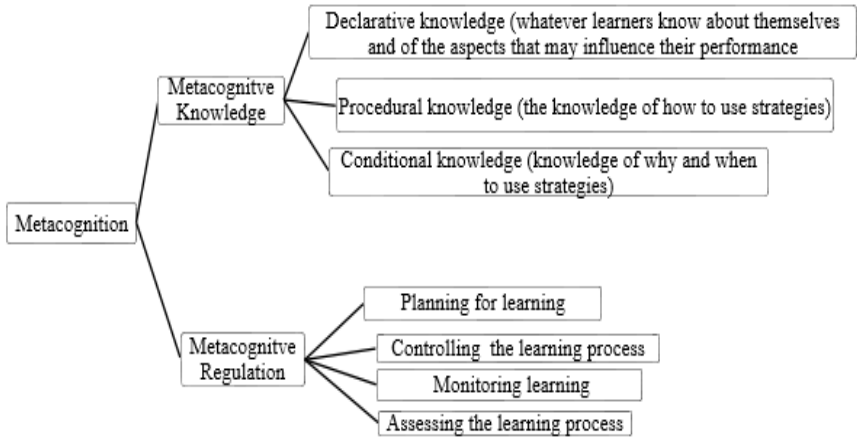 Declarative knowledge (whatever learners know about themselves
and of the aspects that may influence their performance
Metacognitve
Knowledge
Procedural knowledge (the knowledge of how to use strategies)
Conditional knowledge (knowledge of why and when
to use strategies)
Metacognition
Planning for learning
Metacognitve
Regulation
Controlling the learning process
Monitoring learning
Assessing the learning process